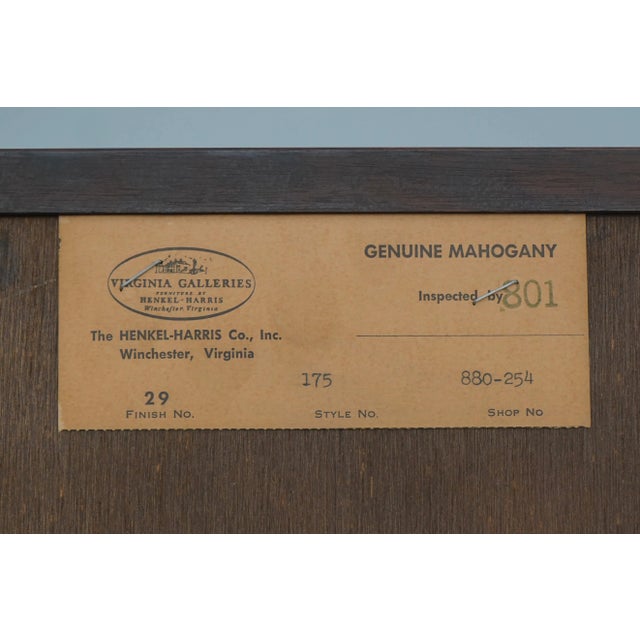 VIRGINIA GALLERIES
FURNITURE BY
HENKEL-HARRIS
Winchester, Virginia
The HENKEL-HARRIS Co., Inc.
Winchester, Virginia
GENUINE MAHOGANY
Inspected by 801
29 175 880-254
FINISH NO. STYLE NO. SHOP NO